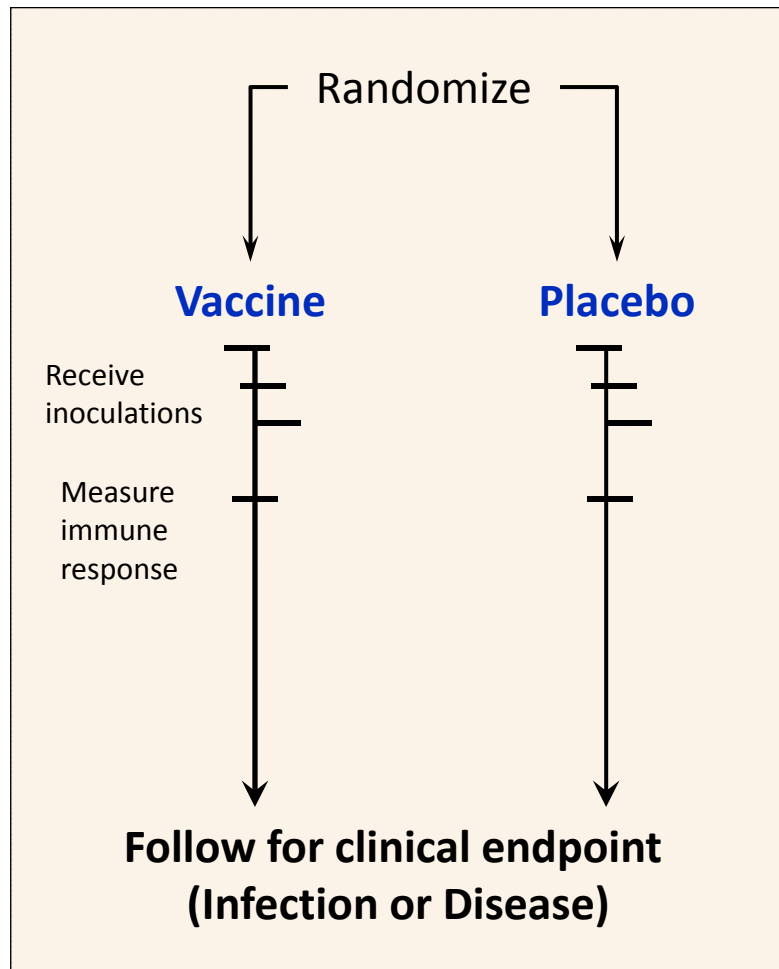 Randomize
Vaccine
Placebo
Receive
inoculations
Measure
immune
response
Follow for clinical endpoint
(Infection or Disease)